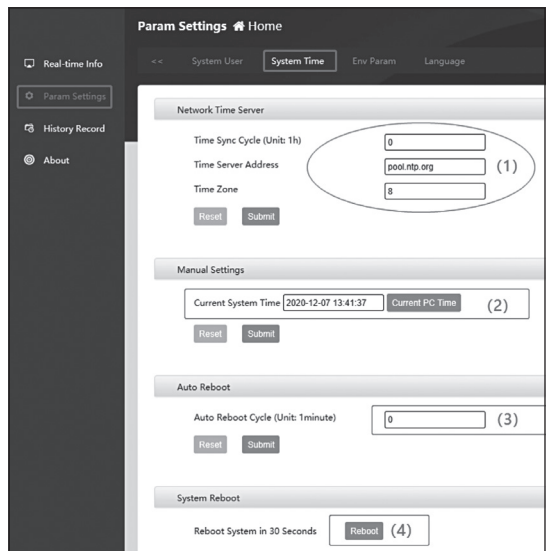 Param Settings Home
Real-time Info
Param Settings
History Record
About
<< System User System Time Env Param Language
Network Time Server
Time Sync Cycle (Unit: 1h) 0
Time Server Address pool.ntp.org (1)
Time Zone 8
Reset Submit
Manual Settings
Current System Time 2020-12-07 13:41:37 Current PC Time (2)
Reset Submit
Auto Reboot
Auto Reboot Cycle (Unit: 1minute) 0 (3)
Reset Submit
System Reboot
Reboot System in 30 Seconds Reboot (4)